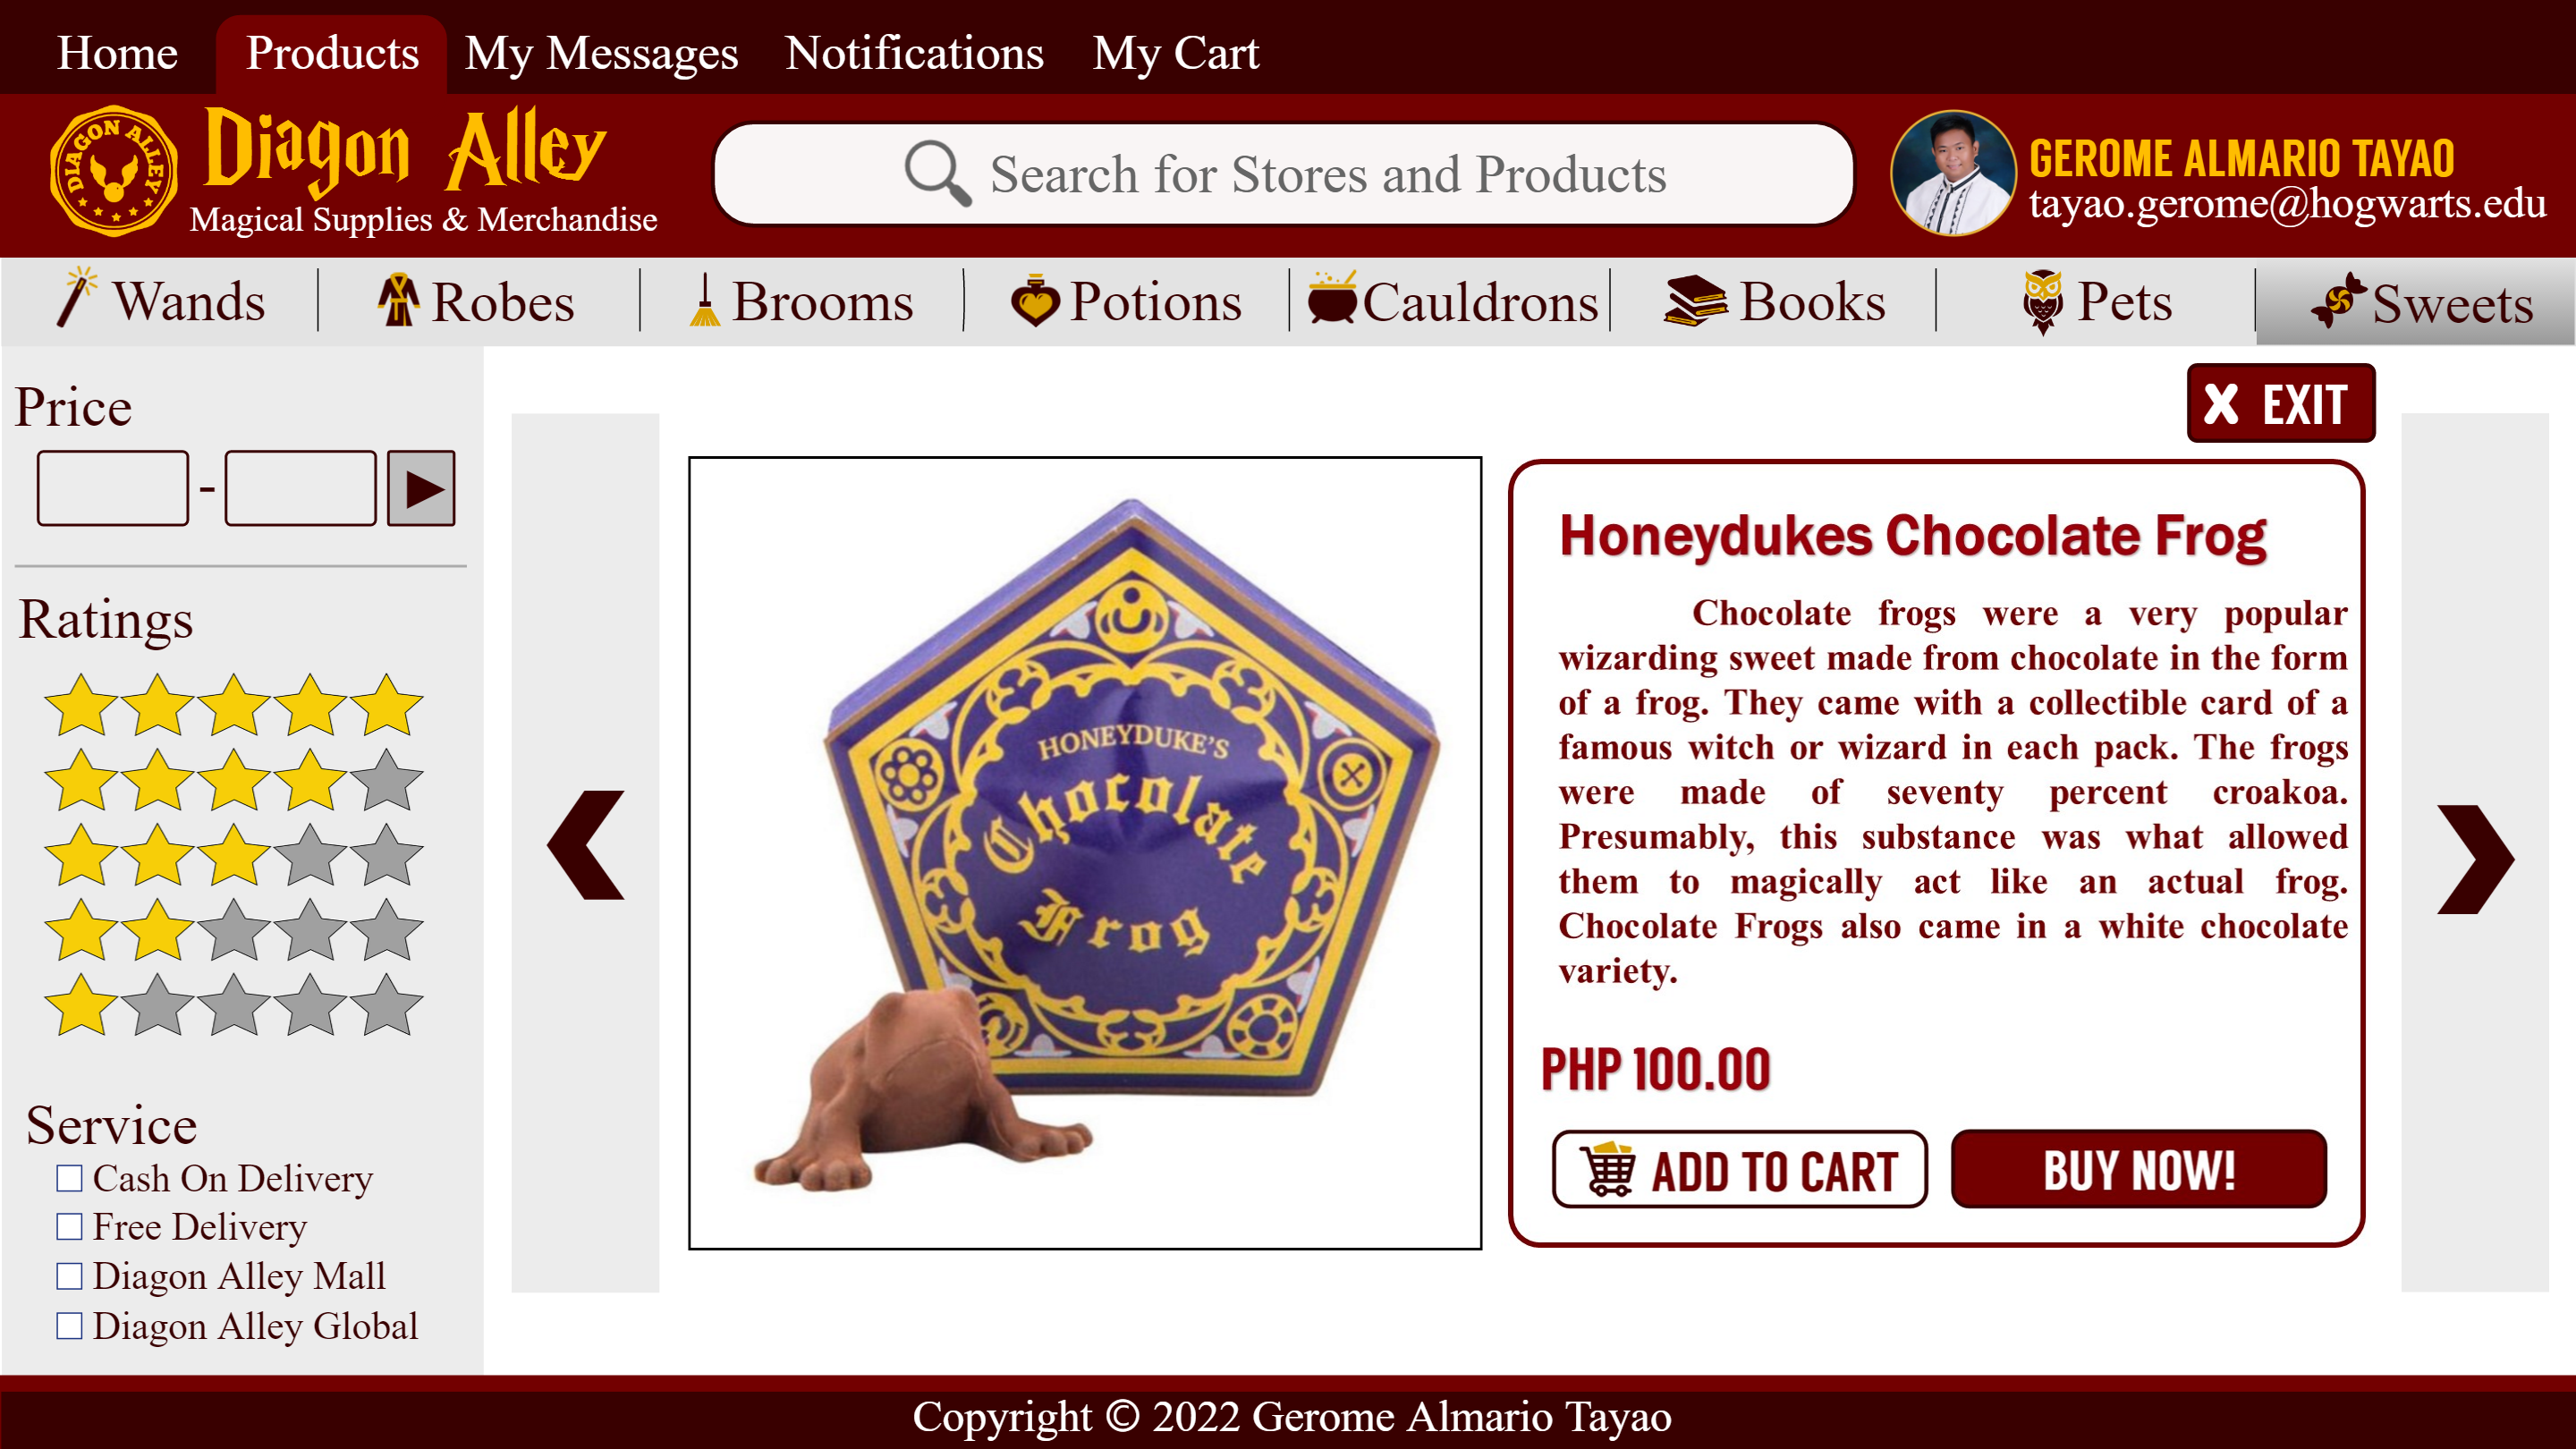 Home Products My Messages Notifications My Cart
DIAGON ALLEY
Diagon Alley
Magical Supplies & Merchandise
Search for Stores and Products
GEROME ALMARIO TAYAO
tayao.gerome@hogwarts.edu
Wands Robes Brooms Potions Cauldrons Books Pets Sweets
Price
-
Ratings
Service
Cash On Delivery
Free Delivery
Diagon Alley Mall
Diagon Alley Global
HONEYDUKE'S
Chocolate
Frog
X EXIT
Honeydukes Chocolate Frog
Chocolate frogs were a very popular
wizarding sweet made from chocolate in the form
of a frog. They came with a collectible card of a
famous witch or wizard in each pack. The frogs
were made of seventy percent croakoa.
Presumably, this substance was what allowed
them to magically act like an actual frog.
Chocolate Frogs also came in a white chocolate
variety.
PHP 100.00
ADD TO CART
BUY NOW!
Copyright © 2022 Gerome Almario Tayao